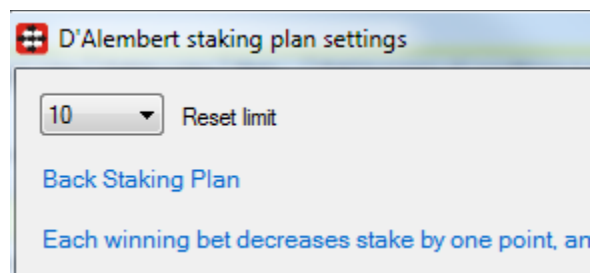 D'Alembert staking plan settings
10 Reset limit
Back Staking Plan
Each winning bet decreases stake by one point, an